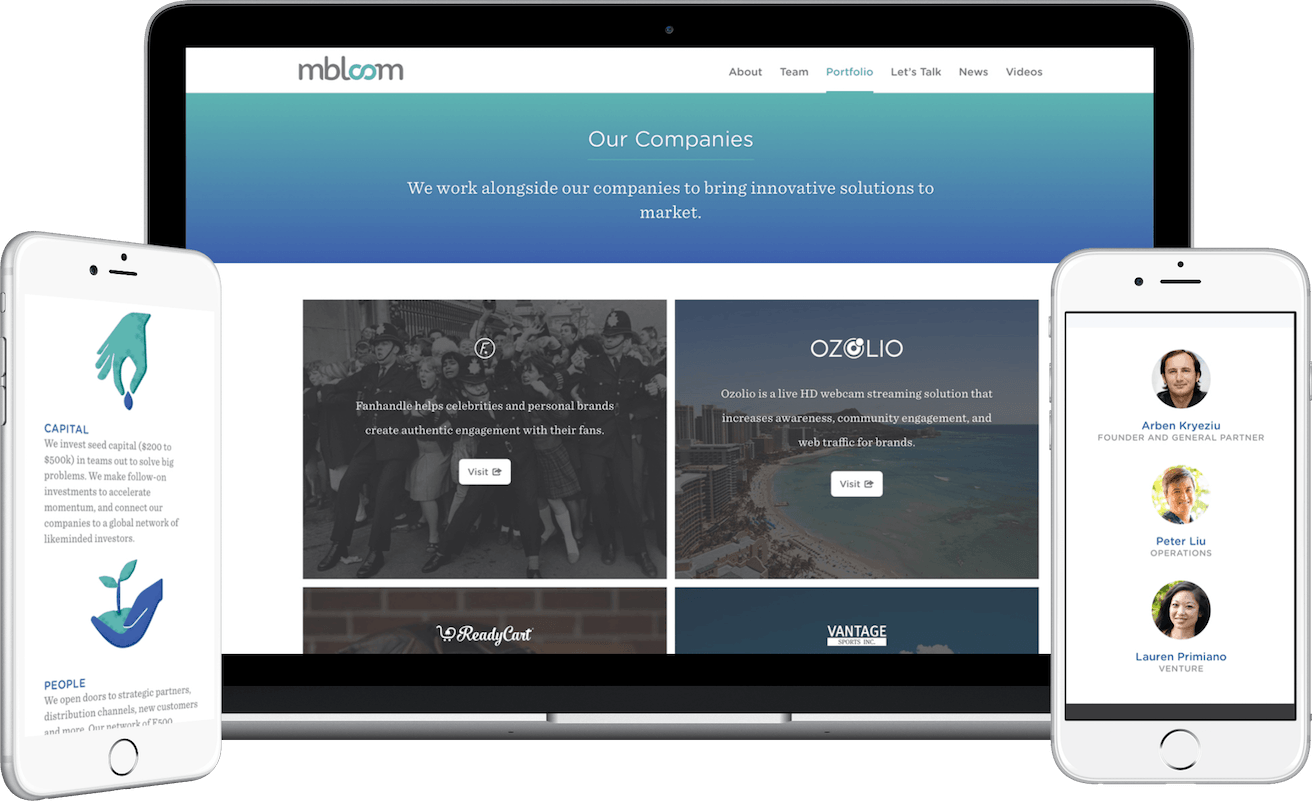 mbloom
About Team Portfolio Let's Talk News Videos
Our Companies
We work alongside our companies to bring innovative solutions to
market.
F.
Fanhandle helps celebrities and personal brands
create authentic engagement with their fans.
Visit
OZOLIO
Ozolio is a live HD webcam streaming solution that
increases awareness, community engagement, and
web traffic for brands.
Visit
ReadyCart
VANTAGE
SPORTS INC.
CAPITAL
We invest seed capital ($200 to
$500k) in teams out to solve big
problems. We make follow-on
investments to accelerate
momentum, and connect our
companies to a global network of
likeminded investors.
PEOPLE
We open doors to strategic partners,
distribution channels, new customers
and more. Our network of F500
Arben Kryeziu
FOUNDER AND GENERAL PARTNER
Peter Liu
OPERATIONS
Lauren Primiano
VENTURE